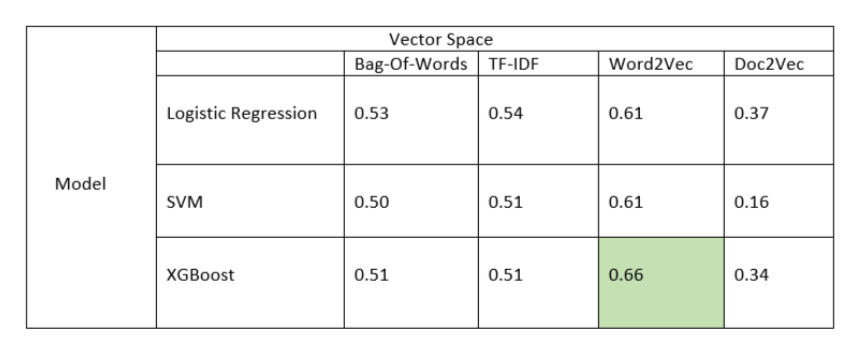 Vector Space
Bag-Of-Words TF-IDF Word2Vec Doc2Vec
Logistic Regression 0.53 0.54 0.61 0.37
Model
SVM 0.50 0.51 0.61 0.16
XGBoost 0.51 0.51 0.66 0.34